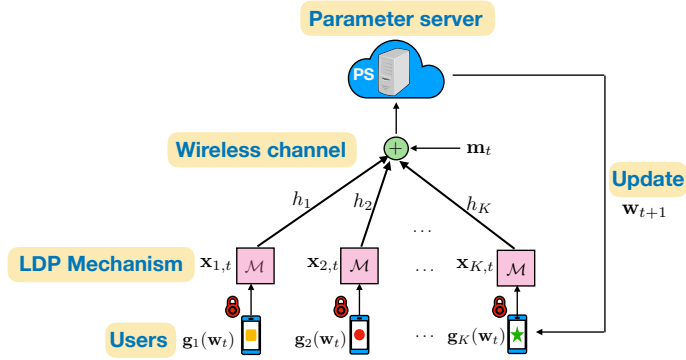 Parameter server
PS
Wireless channel
+
m_t
h_1
h_2
h_K
Update
w_{t+1}
...
LDP Mechanism
x_{1,t}
M
x_{2,t}
M
...
x_{K,t}
M
Users
g_1(w_t)
g_2(w_t)
...
g_K(w_t)